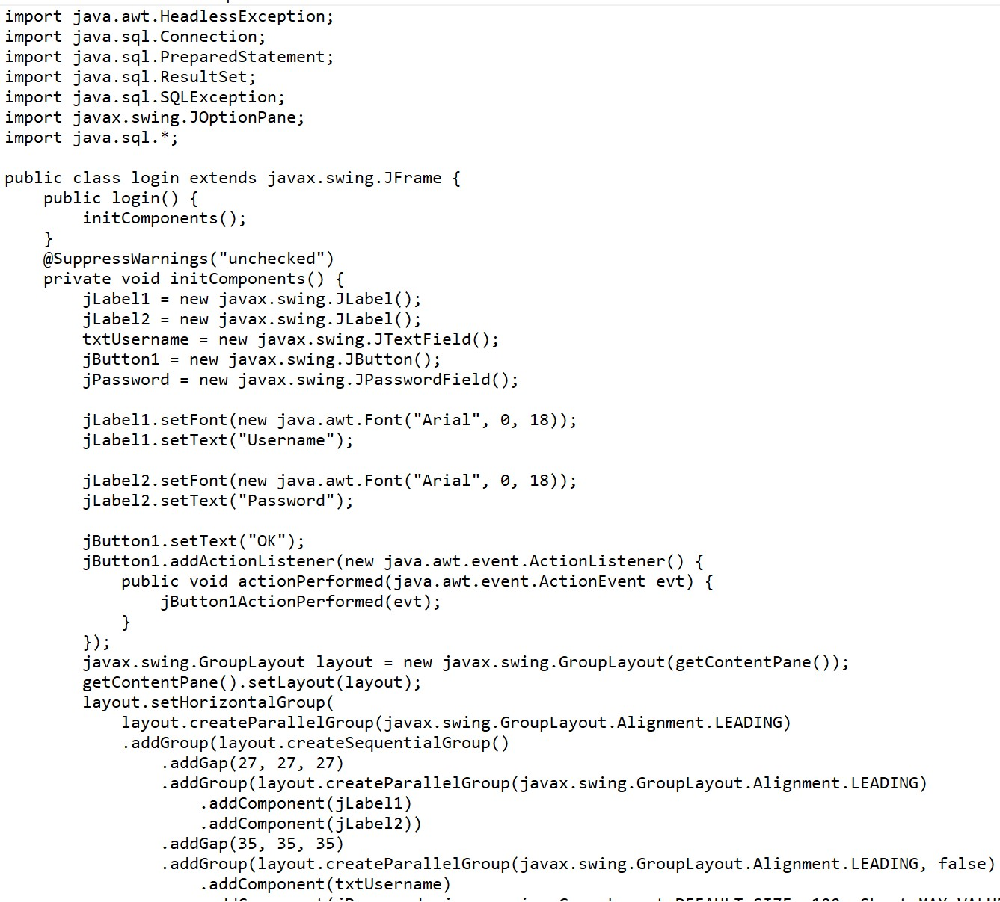 import java.awt.HeadlessException;
import java.sql.Connection;
import java.sql.PreparedStatement;
import java.sql.ResultSet;
import java.sql.SQLException;
import javax.swing.JOptionPane;
import java.sql.*;

public class login extends javax.swing.JFrame {
    public login() {
        initComponents();
    }
    @SuppressWarnings("unchecked")
    private void initComponents() {
        jLabel1 = new javax.swing.JLabel();
        jLabel2 = new javax.swing.JLabel();
        txtUsername = new javax.swing.JTextField();
        jButton1 = new javax.swing.JButton();
        jPassword = new javax.swing.JPasswordField();

        jLabel1.setFont(new java.awt.Font("Arial", 0, 18));
        jLabel1.setText("Username");

        jLabel2.setFont(new java.awt.Font("Arial", 0, 18));
        jLabel2.setText("Password");

        jButton1.setText("OK");
        jButton1.addActionListener(new java.awt.event.ActionListener() {
            public void actionPerformed(java.awt.event.ActionEvent evt) {
                jButton1ActionPerformed(evt);
            }
        });
        javax.swing.GroupLayout layout = new javax.swing.GroupLayout(getContentPane());
        getContentPane().setLayout(layout);
        layout.setHorizontalGroup(
            layout.createParallelGroup(javax.swing.GroupLayout.Alignment.LEADING)
            .addGroup(layout.createSequentialGroup()
                .addGap(27, 27, 27)
                .addGroup(layout.createParallelGroup(javax.swing.GroupLayout.Alignment.LEADING)
                    .addComponent(jLabel1)
                    .addComponent(jLabel2))
                .addGap(35, 35, 35)
                .addGroup(layout.createParallelGroup(javax.swing.GroupLayout.Alignment.LEADING, false)
                    .addComponent(txtUsername)